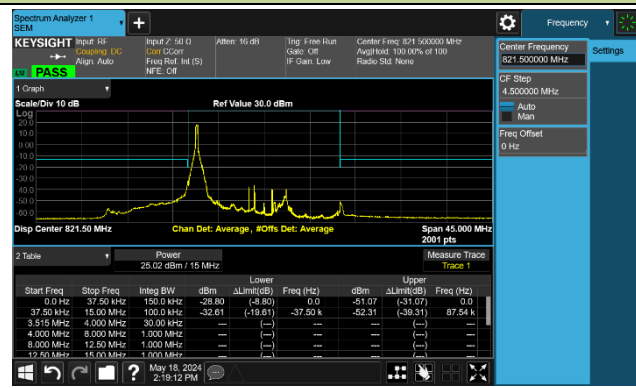 Spectrum Analyzer 1
SEM
Frequency
KEYSIGHT
Input: RF
Coupling: DC
Align: Auto
Input Z: 50 Ω
Corr CCorr
Freq Ref: Int (S)
NFE: Off
Atten: 16 dB
Trig: Free Run
Gate: Off
IF Gain: Low
Center Freq: 821.500000 MHz
Avg|Hold: 100.00% of 100
Radio Std: None
PASS
Center Frequency
821.500000 MHz
Settings
CF Step
4.500000 MHz
Auto
Man
Freq Offset
0 Hz
1 Graph
Scale/Div 10 dB
Ref Value 30.0 dBm
Log
20.0
10.0
0.00
-10.0
-20.0
-30.0
-40.0
-50.0
-60.0
Disp Center 821.50 MHz
Chan Det: Average, #Offs Det: Average
Span 45.000 MHz
2001 pts
2 Table
Power
25.02 dBm / 15 MHz
Measure Trace
Trace 1
Lower Upper
Start Freq Stop Freq Integ BW dBm ΔLimit(dB) Freq (Hz) dBm ΔLimit(dB) Freq (Hz)
0.0 Hz 37.50 kHz 150.0 kHz -28.80 (-8.80) 0.0 -51.07 (-31.07) 0.0
37.50 kHz 15.00 MHz 100.0 kHz -32.61 (-19.61) -37.50 k -52.31 (-39.31) 87.54 k
3.515 MHz 4.000 MHz 30.00 kHz --- (---) --- --- (---) ---
4.000 MHz 8.000 MHz 1.000 MHz --- (---) --- --- (---) ---
8.000 MHz 12.50 MHz 1.000 MHz --- (---) --- --- (---) ---
12.50 MHz 15.00 MHz 1.000 MHz --- (---) --- --- (---) ---
May 18, 2024
2:19:12 PM